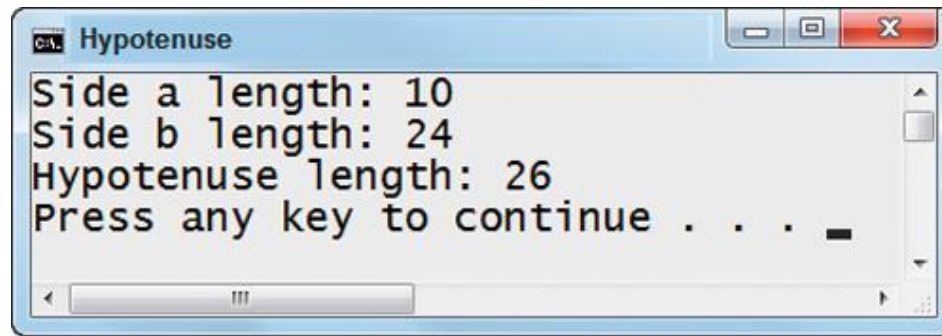 Hypotenuse
Side a length: 10
Side b length: 24
Hypotenuse length: 26
Press any key to continue . . .